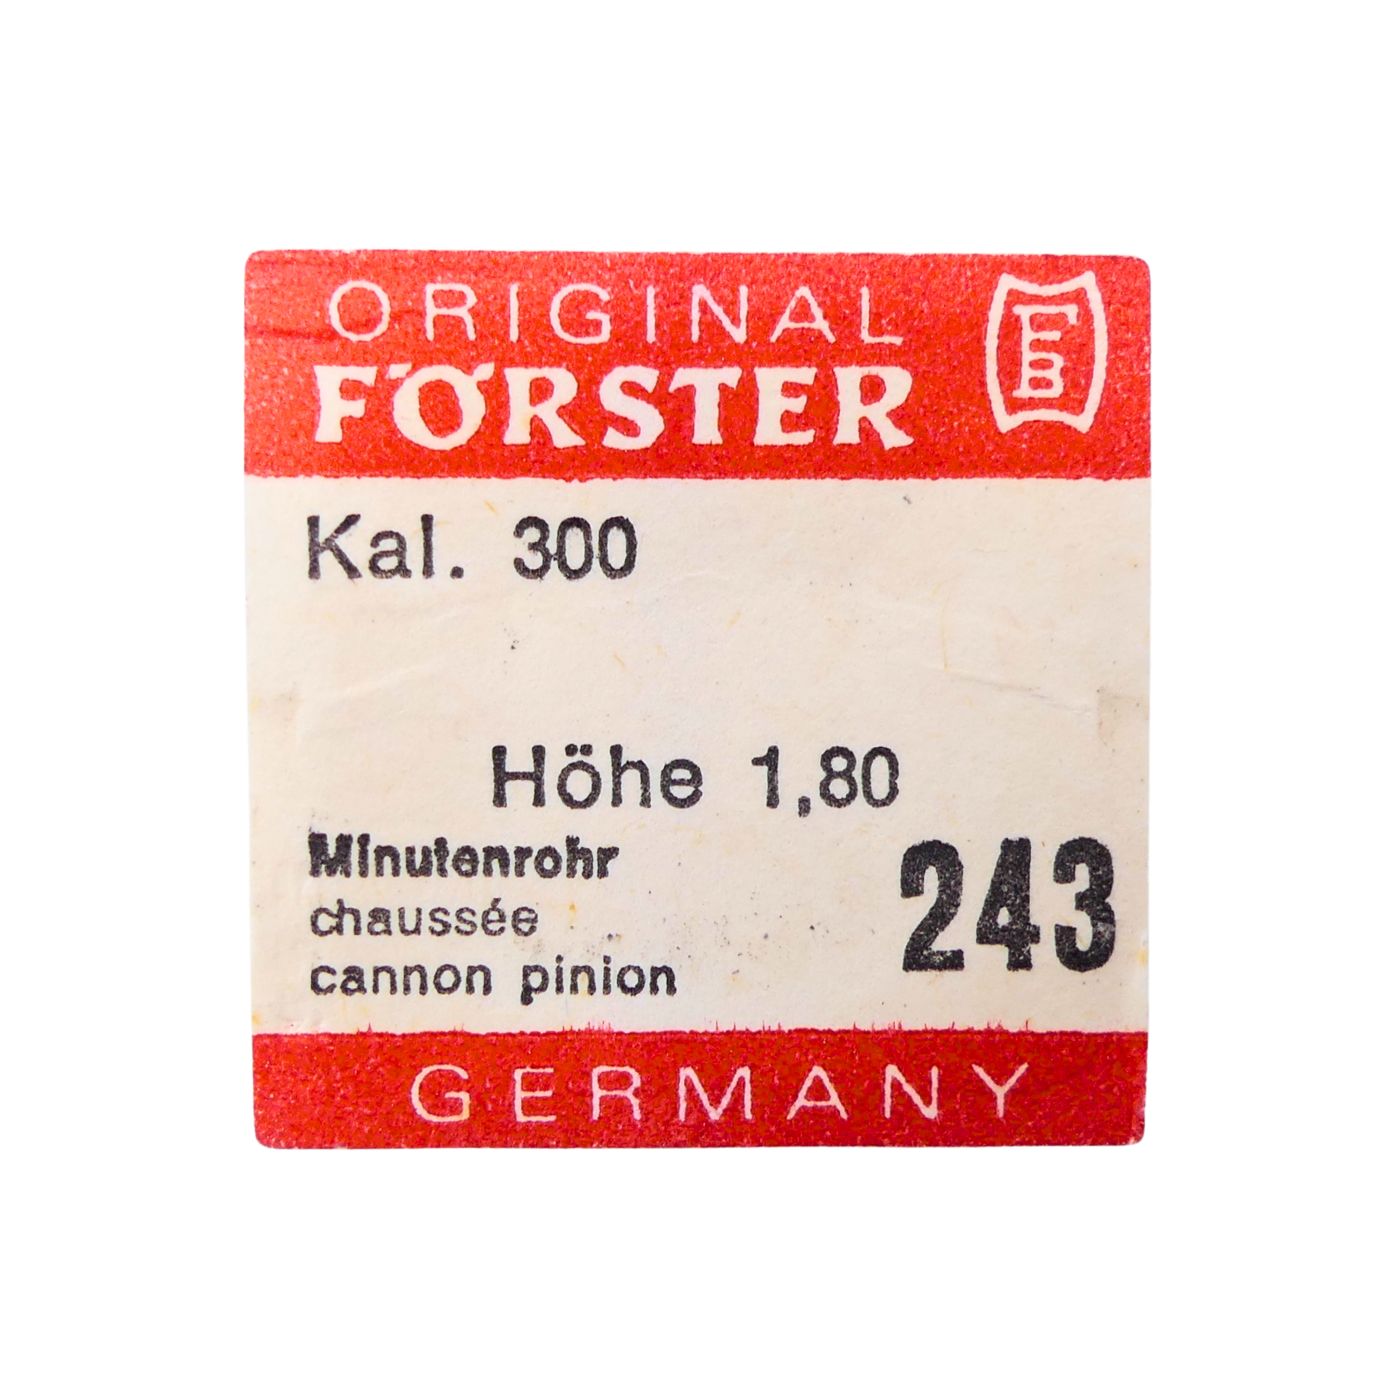 ORIGINAL
FÖRSTER
Kal. 300
Höhe 1,80
Minutenrohr
chaussée
cannon pinion
243
GERMANY